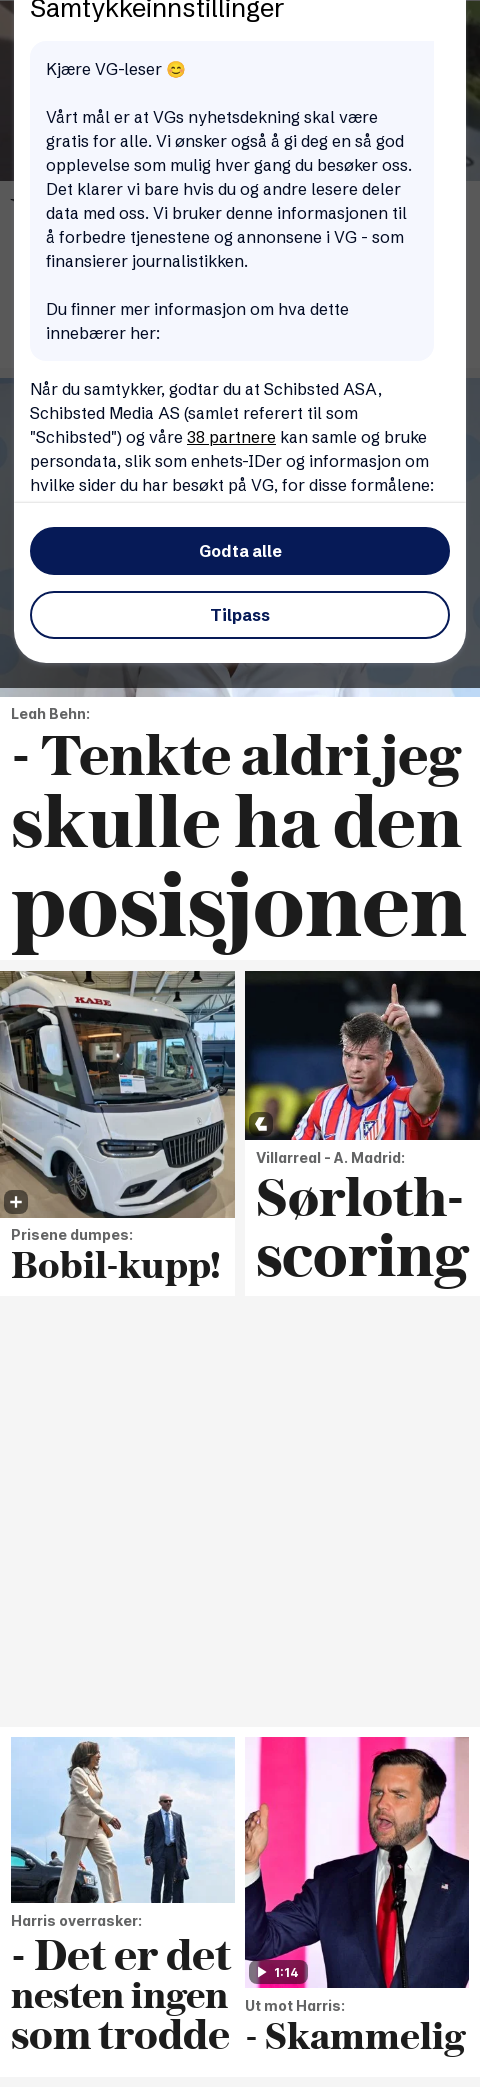 Samtykkeinnstillinger
Kjære VG-leser 😊
Vårt mål er at VGs nyhetsdekning skal være
gratis for alle. Vi ønsker også å gi deg en så god
opplevelse som mulig hver gang du besøker oss.
Det klarer vi bare hvis du og andre lesere deler
data med oss. Vi bruker denne informasjonen til
å forbedre tjenestene og annonsene i VG - som
finansierer journalistikken.
Du finner mer informasjon om hva dette
innebærer her:
Når du samtykker, godtar du at Schibsted ASA,
Schibsted Media AS (samlet referert til som
"Schibsted") og våre 38 partnere kan samle og bruke
persondata, slik som enhets-IDer og informasjon om
hvilke sider du har besøkt på VG, for disse formålene:
Godta alle
Tilpass
Leah Behn:
- Tenkte aldri jeg
skulle ha den
posisjonen
KABE
Prisene dumpes:
Bobil-kupp!
Villarreal - A. Madrid:
Sørloth-
scoring
Harris overrasker:
- Det er det
nesten ingen
som trodde
1:14
Ut mot Harris:
- Skammelig